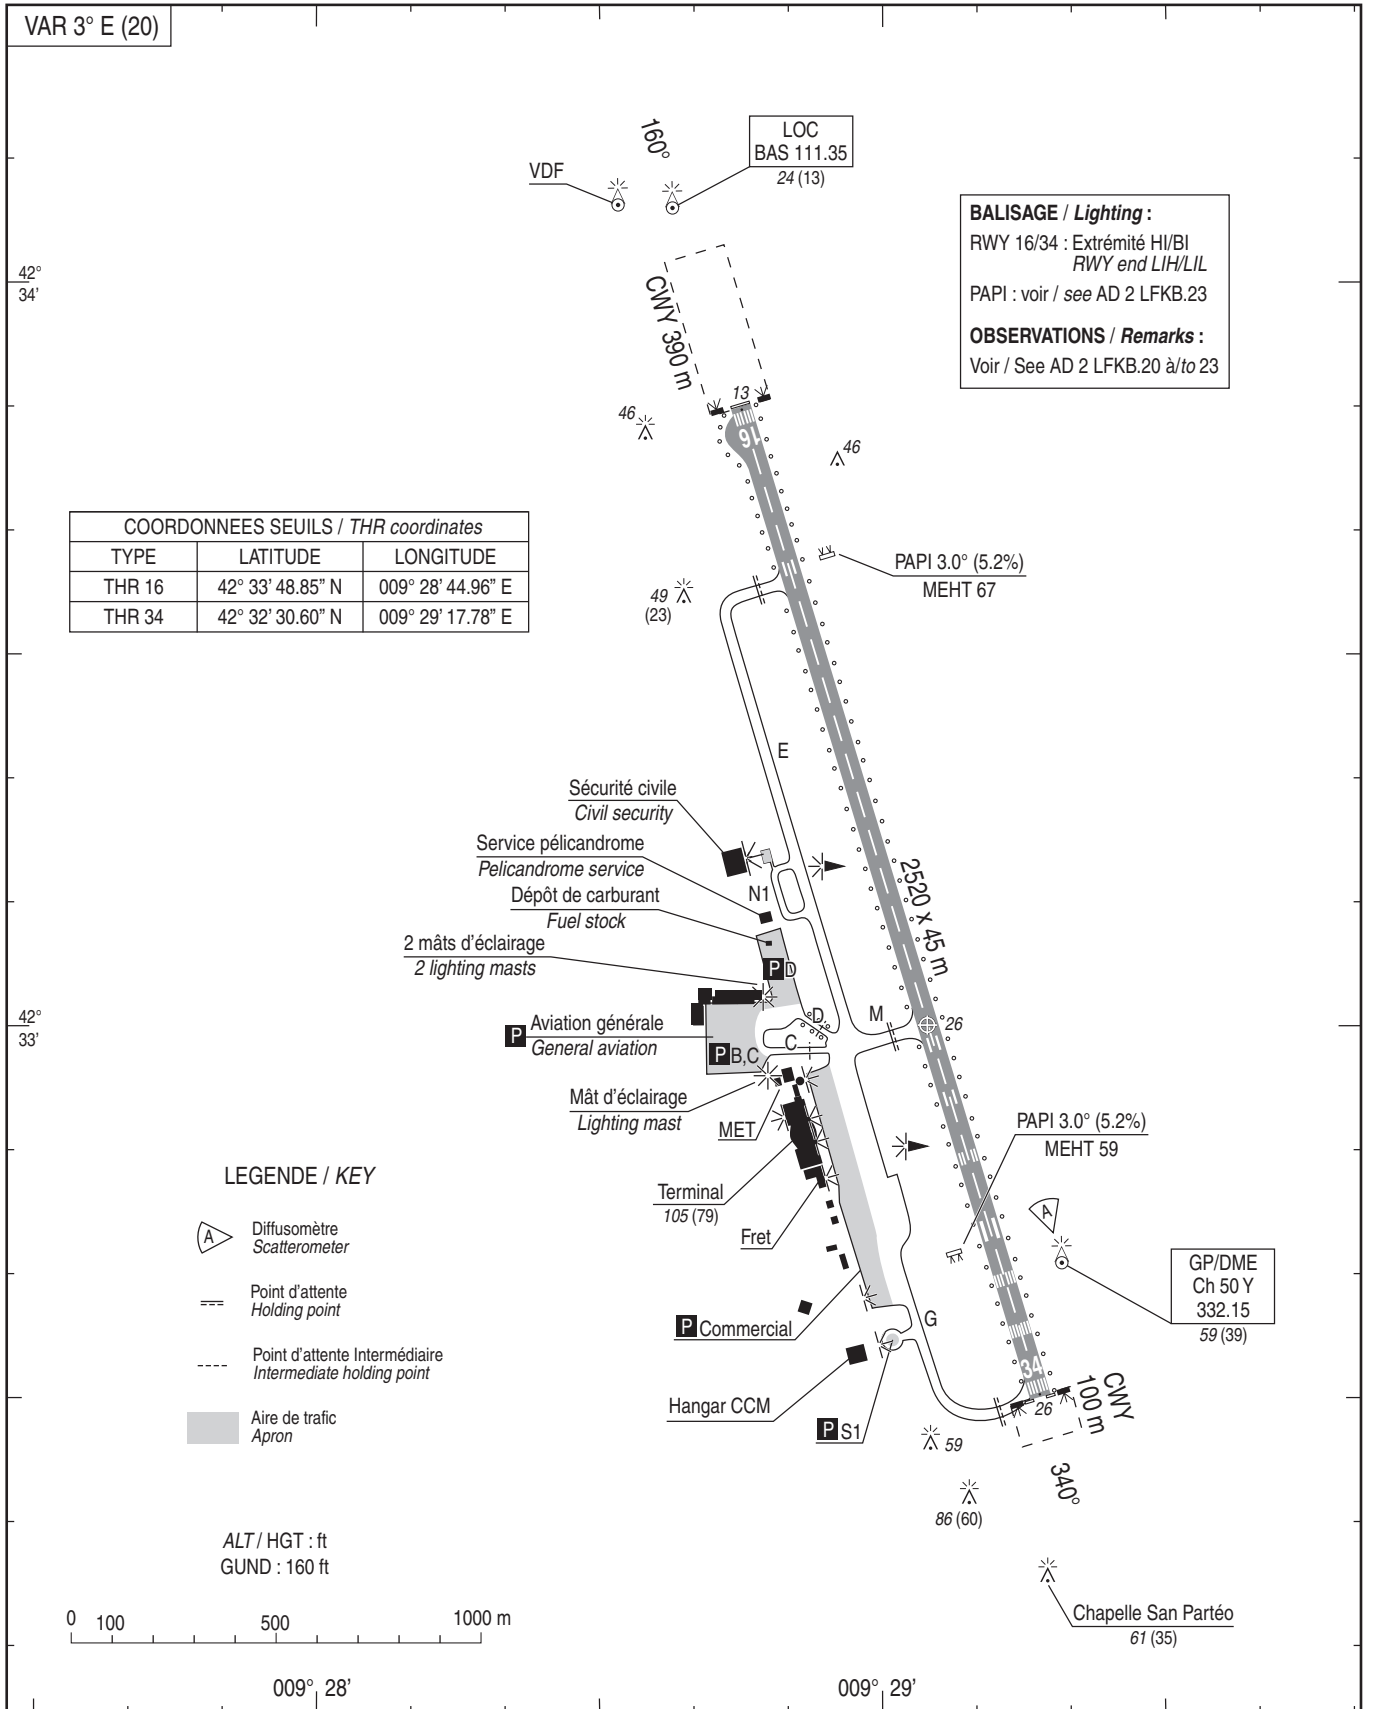 VAR 3° E (20)
160°
LOC
BAS 111.35
24 (13)
VDF
BALISAGE / Lighting :
RWY 16/34 : Extrémité HI/BI
RWY end LIH/LIL
PAPI : voir / see AD 2 LFKB.23
OBSERVATIONS / Remarks :
Voir / See AD 2 LFKB.20 à/to 23
42°
34’
CWY 390 m
13
46
16
46
COORDONNEES SEUILS / THR coordinates
TYPE LATITUDE LONGITUDE
THR 16 42° 33’ 48.85” N 009° 28’ 44.96” E
THR 34 42° 32’ 30.60” N 009° 29’ 17.78” E
PAPI 3.0° (5.2%)
MEHT 67
49
(23)
E
Sécurité civile
Civil security
Service pélicandrome
Pelicandrome service
N1
Dépôt de carburant
Fuel stock
2520 x 45 m
2 mâts d’éclairage
2 lighting masts
P D
42°
33’
P Aviation générale
General aviation
D
M
26
C
P B,C
Mât d’éclairage
Lighting mast
MET
PAPI 3.0° (5.2%)
MEHT 59
LEGENDE / KEY
Terminal
105 (79)
A
A Diffusomètre
Scatterometer
Fret
GP/DME
Ch 50 Y
332.15
59 (39)
Point d’attente
Holding point
G
P Commercial
Point d’attente Intermédiaire
Intermediate holding point
34
Hangar CCM
CWY
100 m
26
Aire de trafic
Apron
P S1
59
340°
86 (60)
ALT / HGT : ft
GUND : 160 ft
Chapelle San Partéo
61 (35)
0 100 500 1000 m
009° 28’
009° 29’